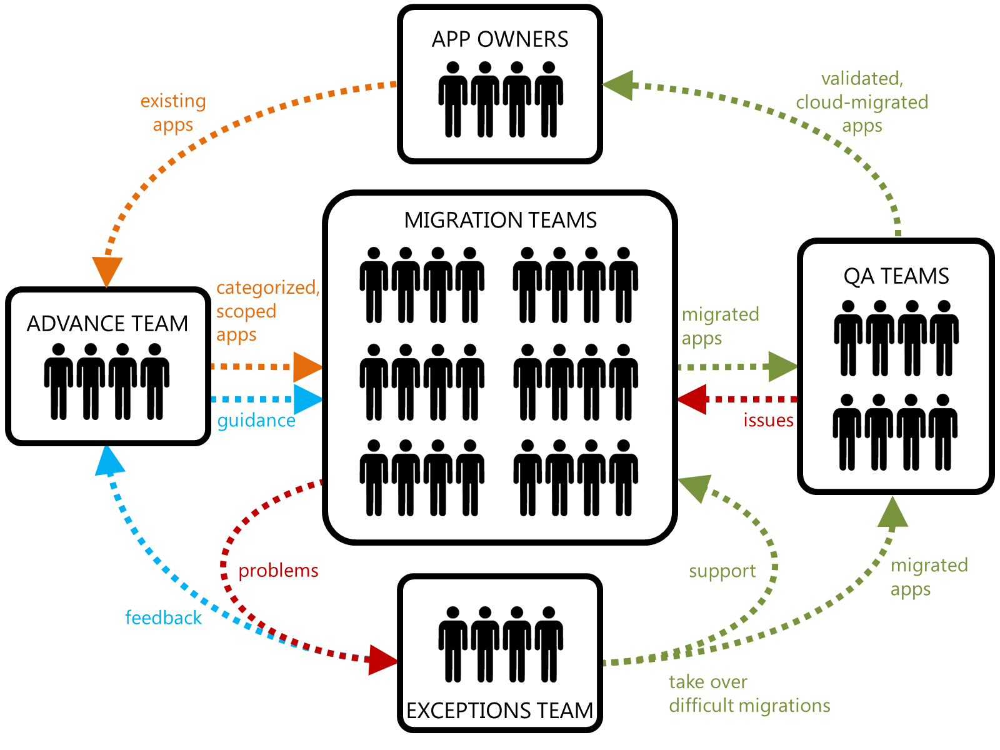 APP OWNERS
existing
apps
validated,
cloud-migrated
apps
MIGRATION TEAMS
QA TEAMS
categorized,
scoped
apps
ADVANCE TEAM
migrated
apps
guidance
issues
problems
support
migrated
apps
feedback
EXCEPTIONS TEAM
take over
difficult migrations